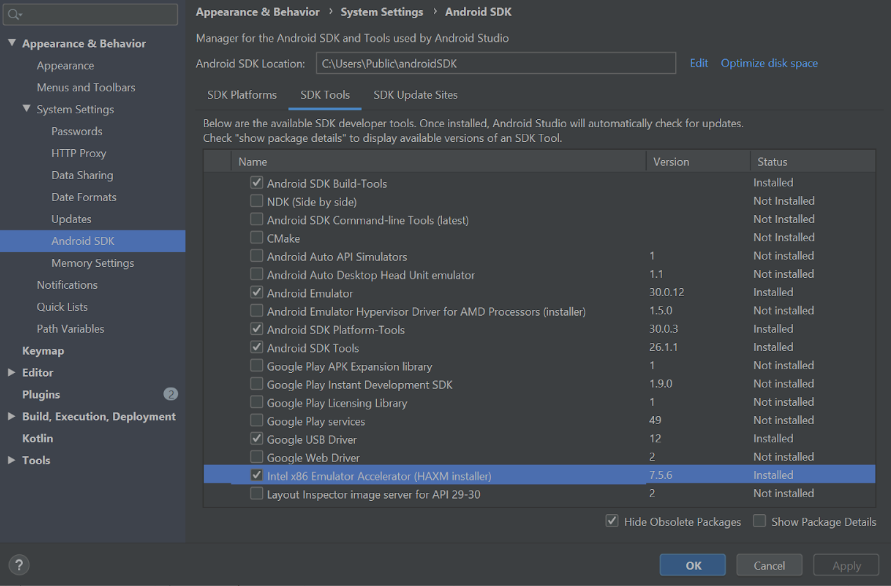 Appearance & Behavior
Appearance
Menus and Toolbars
System Settings
Passwords
HTTP Proxy
Data Sharing
Date Formats
Updates
Android SDK
Memory Settings
Notifications
Quick Lists
Path Variables
Keymap
Editor
Plugins 2
Build, Execution, Deployment
Kotlin
Tools
Appearance & Behavior › System Settings › Android SDK
Manager for the Android SDK and Tools used by Android Studio
Android SDK Location: C:\Users\Public\androidSDK Edit Optimize disk space
SDK Platforms SDK Tools SDK Update Sites
Below are the available SDK developer tools. Once installed, Android Studio will automatically check for updates.
Check "show package details" to display available versions of an SDK Tool.
Name Version Status
Android SDK Build-Tools Installed
NDK (Side by side) Not Installed
Android SDK Command-line Tools (latest) Not Installed
CMake Not Installed
Android Auto API Simulators 1 Not installed
Android Auto Desktop Head Unit emulator 1.1 Not installed
Android Emulator 30.0.12 Installed
Android Emulator Hypervisor Driver for AMD Processors (installer) 1.5.0 Not installed
Android SDK Platform-Tools 30.0.3 Installed
Android SDK Tools 26.1.1 Installed
Google Play APK Expansion library 1 Not installed
Google Play Instant Development SDK 1.9.0 Not installed
Google Play Licensing Library 1 Not installed
Google Play services 49 Not installed
Google USB Driver 12 Installed
Google Web Driver 2 Not installed
Intel x86 Emulator Accelerator (HAXM installer) 7.5.6 Installed
Layout Inspector image server for API 29-30 2 Not installed
Hide Obsolete Packages Show Package Details
? OK Cancel Apply